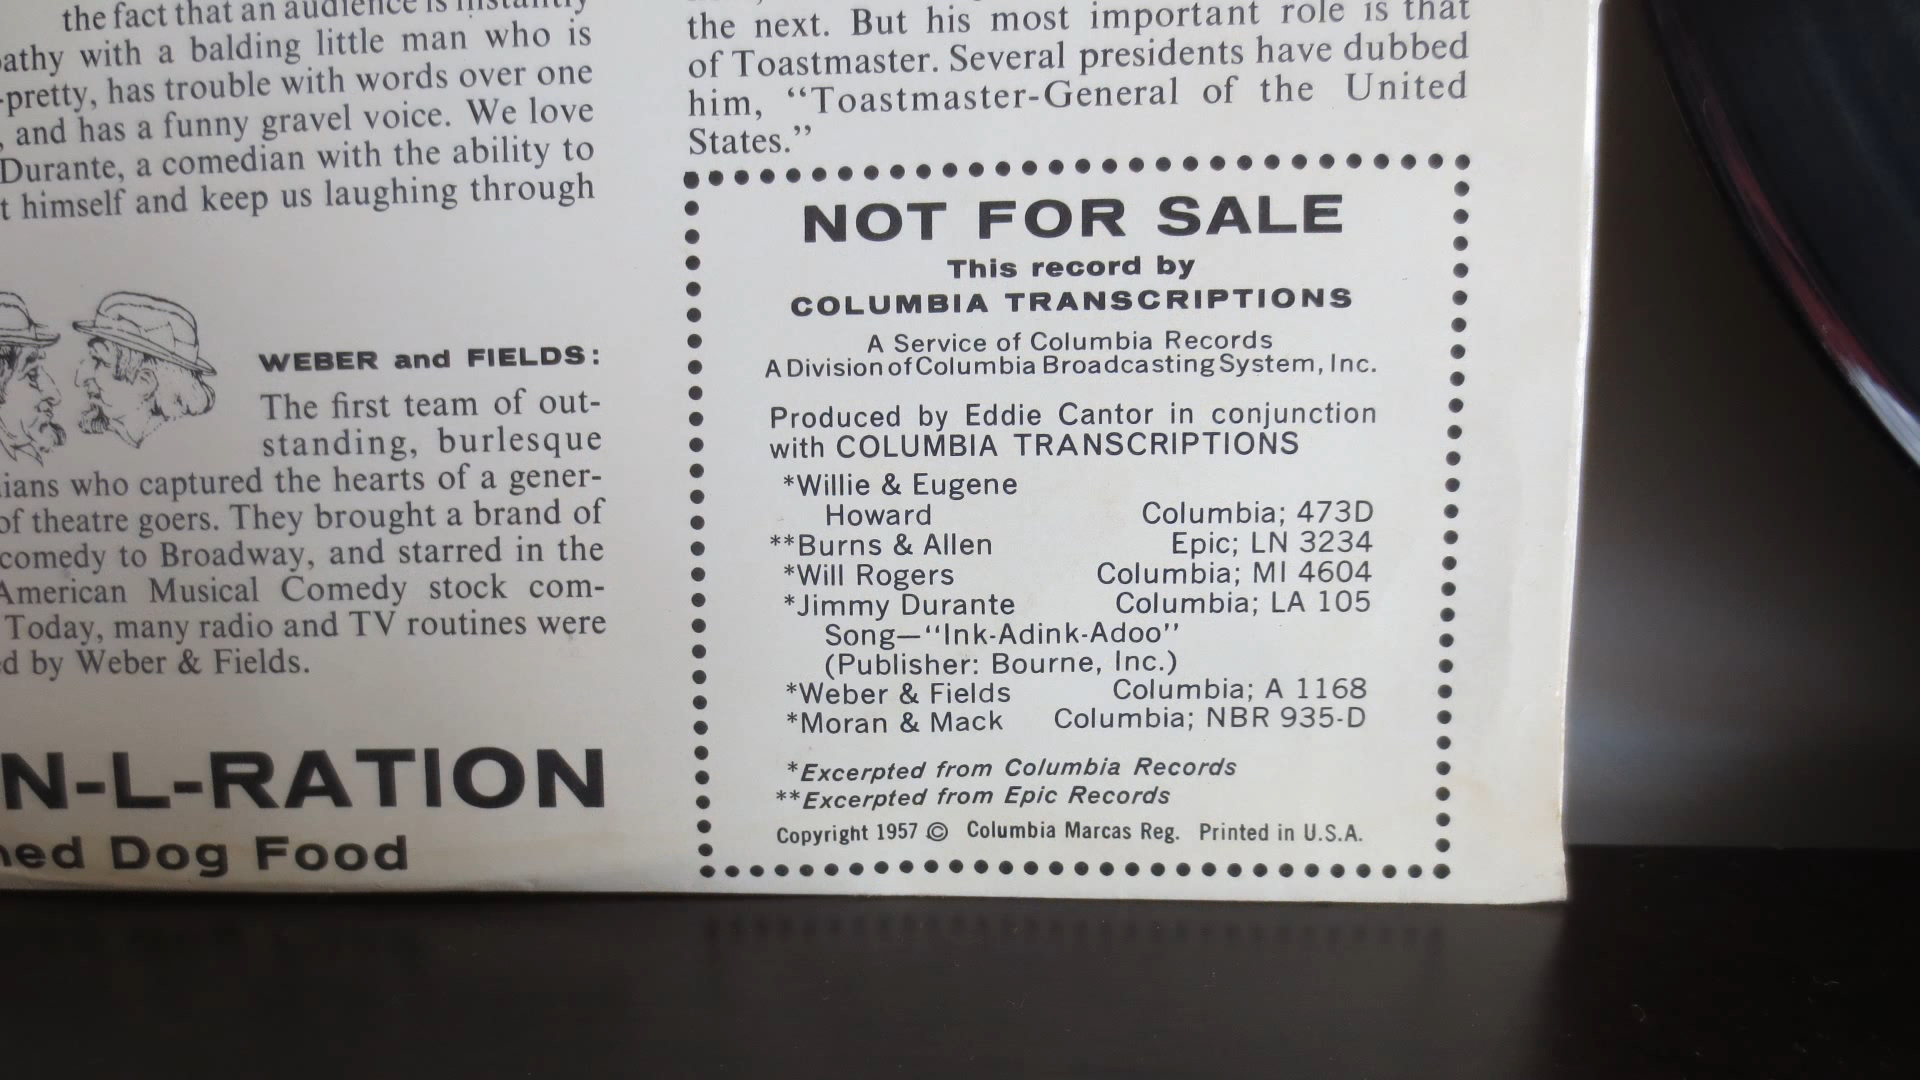 the fact that an audience is instantly
with a balding little man who is
-pretty, has trouble with words over one
, and has a funny gravel voice. We love
Durante, a comedian with the ability to
himself and keep us laughing through
WEBER and FIELDS:
The first team of out-
standing, burlesque
who captured the hearts of a gener-
of theatre goers. They brought a brand of
comedy to Broadway, and starred in the
American Musical Comedy stock com-
Today, many radio and TV routines were
by Weber & Fields.
N-L-RATION
Dog Food
the next. But his most important role is that
of Toastmaster. Several presidents have dubbed
him, “Toastmaster-General of the United
States.”
NOT FOR SALE
This record by
COLUMBIA TRANSCRIPTIONS
A Service of Columbia Records
A Division of Columbia Broadcasting System, Inc.
Produced by Eddie Cantor in conjunction
with COLUMBIA TRANSCRIPTIONS
*Willie & Eugene
Howard Columbia; 473D
**Burns & Allen Epic; LN 3234
*Will Rogers Columbia; MI 4604
*Jimmy Durante Columbia; LA 105
Song—“Ink-Adink-Adoo”
(Publisher: Bourne, Inc.)
*Weber & Fields Columbia; A 1168
*Moran & Mack Columbia; NBR 935-D
*Excerpted from Columbia Records
**Excerpted from Epic Records
Copyright 1957 © Columbia Marcas Reg. Printed in U.S.A.